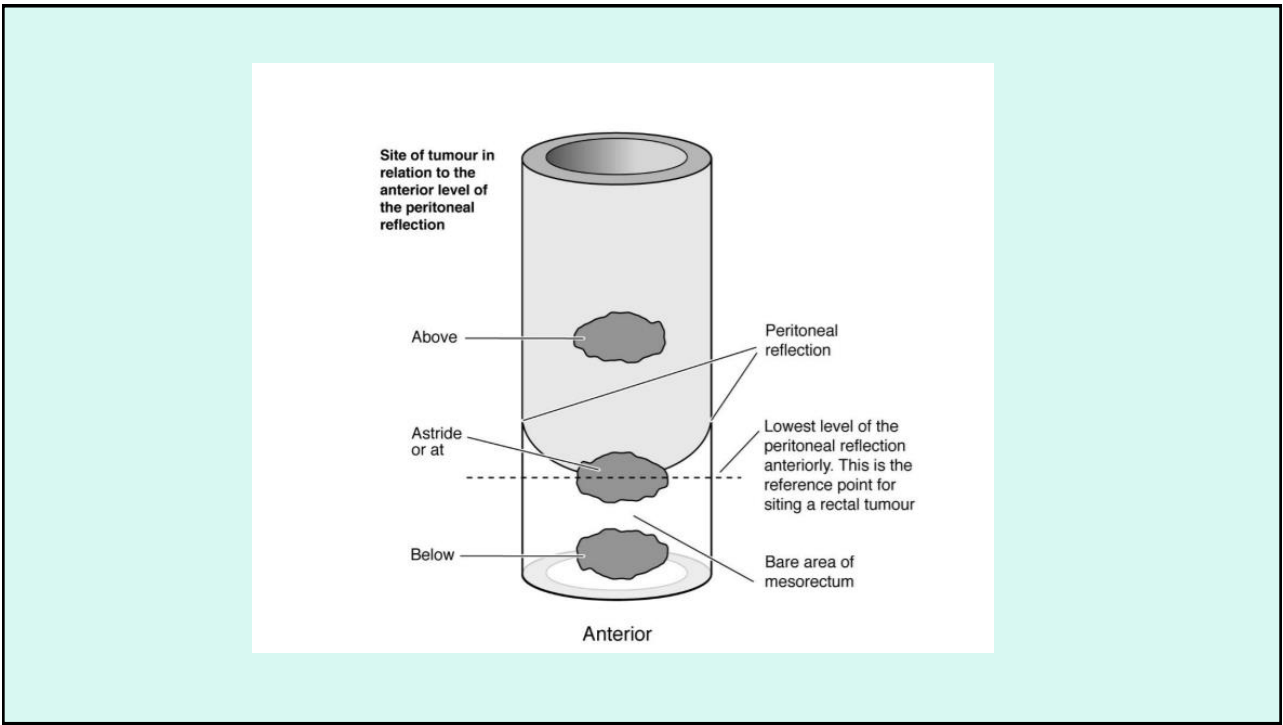 Site of tumour in
relation to the
anterior level of
the peritoneal
reflection
Above
Peritoneal
reflection
Astride
or at
Lowest level of the
peritoneal reflection
anteriorly. This is the
reference point for
siting a rectal tumour
Below
Bare area of
mesorectum
Anterior